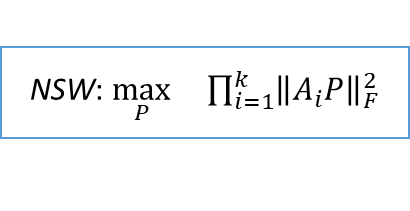 NSW: max_P ∏_{i=1}^{k} ‖A_i P‖_F^2